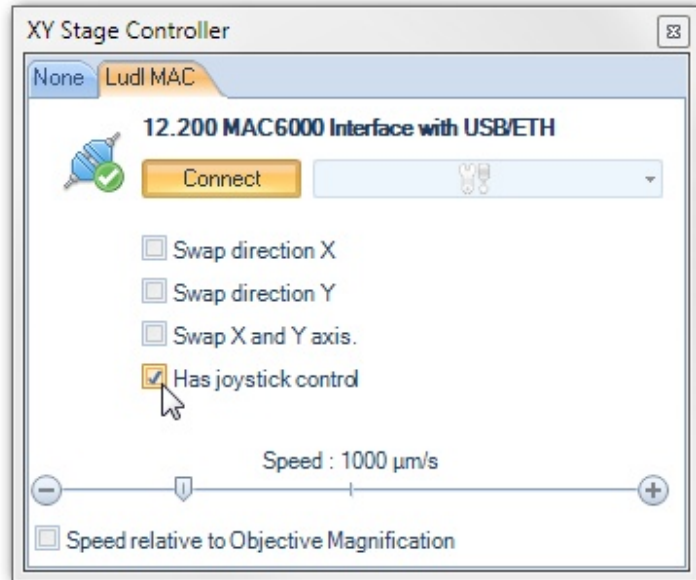 XY Stage Controller
None Ludl MAC
12.200 MAC6000 Interface with USB/ETH
Connect
Swap direction X
Swap direction Y
Swap X and Y axis.
Has joystick control
Speed : 1000 µm/s
Speed relative to Objective Magnification